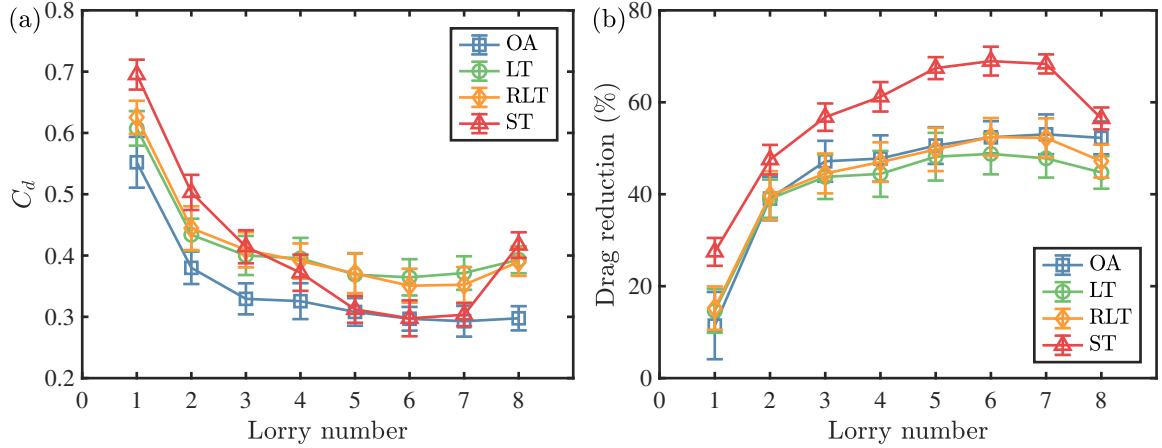 (a)
0.8
0.7
0.6
0.5
0.4
0.3
0.2
C_d
0 1 2 3 4 5 6 7 8
Lorry number
OA
LT
RLT
ST
(b)
80
60
40
20
0
Drag reduction (%)
0 1 2 3 4 5 6 7 8
Lorry number
OA
LT
RLT
ST